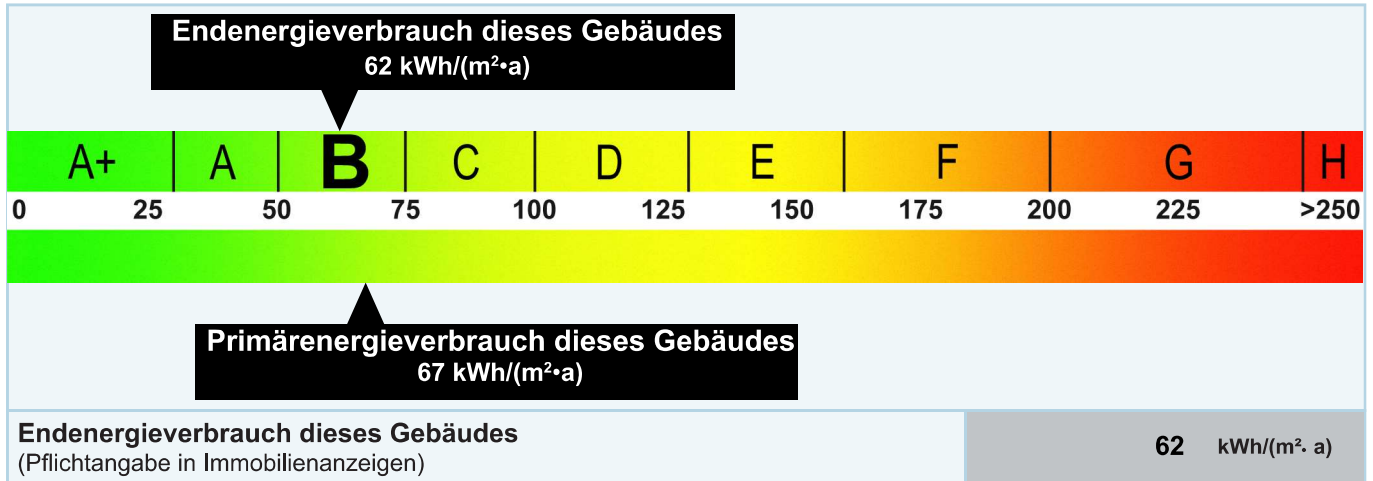 Endenergieverbrauch dieses Gebäudes
62 kWh/(m²•a)
A+ A B C D E F G H
0 25 50 75 100 125 150 175 200 225 >250
Primärenergieverbrauch dieses Gebäudes
67 kWh/(m²•a)
Endenergieverbrauch dieses Gebäudes
(Pflichtangabe in Immobilienanzeigen)
62 kWh/(m². a)